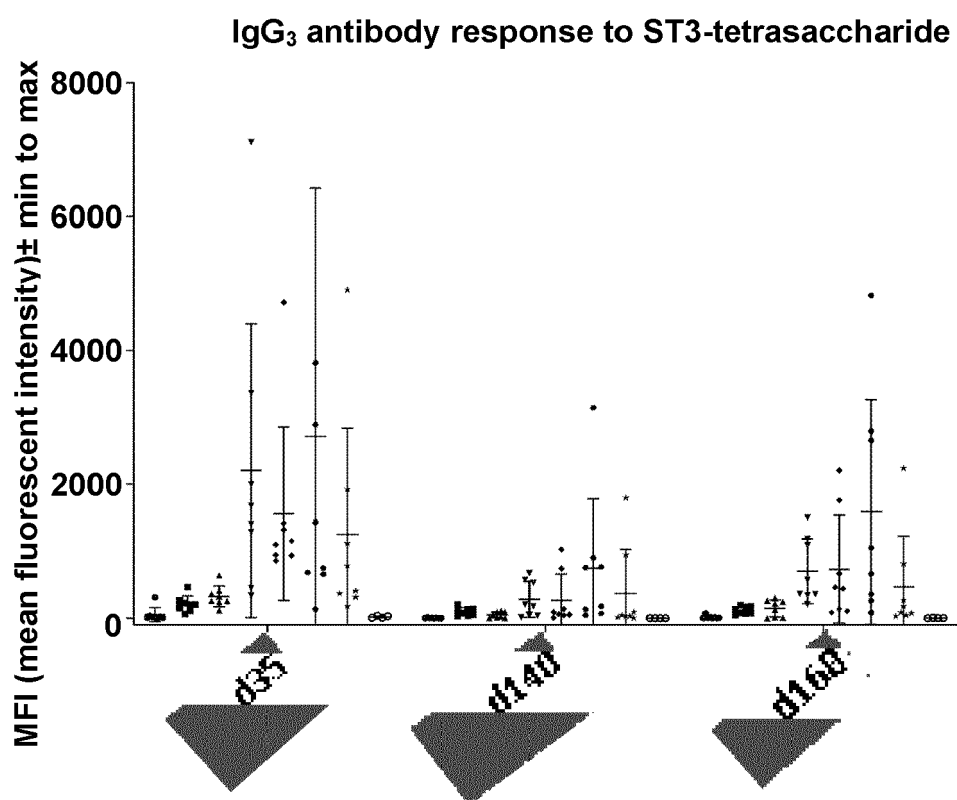 IgG₃ antibody response to ST3-tetrasaccharide
MFI (mean fluorescent intensity)± min to max
8000
6000
4000
2000
0
d35
d140
d160